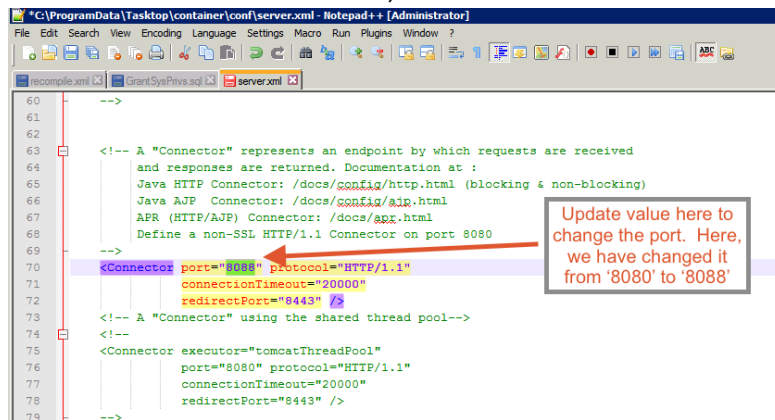 *C:\ProgramData\Tasktop\container\conf\server.xml - Notepad++ [Administrator]
File Edit Search View Encoding Language Settings Macro Run Plugins Window ?
ABC
recompile.xml GrantSysPrivs.sql server.xml
60 -->
61
62
63 <!-- A "Connector" represents an endpoint by which requests are received
64 and responses are returned. Documentation at :
65 Java HTTP Connector: /docs/config/http.html (blocking & non-blocking)
66 Java AJP Connector: /docs/config/ajp.html
67 APR (HTTP/AJP) Connector: /docs/apr.html
68 Define a non-SSL HTTP/1.1 Connector on port 8080
69 -->
70 <Connector port="8088" protocol="HTTP/1.1"
71 connectionTimeout="20000"
72 redirectPort="8443" />
73 <!-- A "Connector" using the shared thread pool-->
74 <!--
75 <Connector executor="tomcatThreadPool"
76 port="8080" protocol="HTTP/1.1"
77 connectionTimeout="20000"
78 redirectPort="8443" />
79 -->
Update value here to
change the port. Here,
we have changed it
from ‘8080’ to ‘8088’